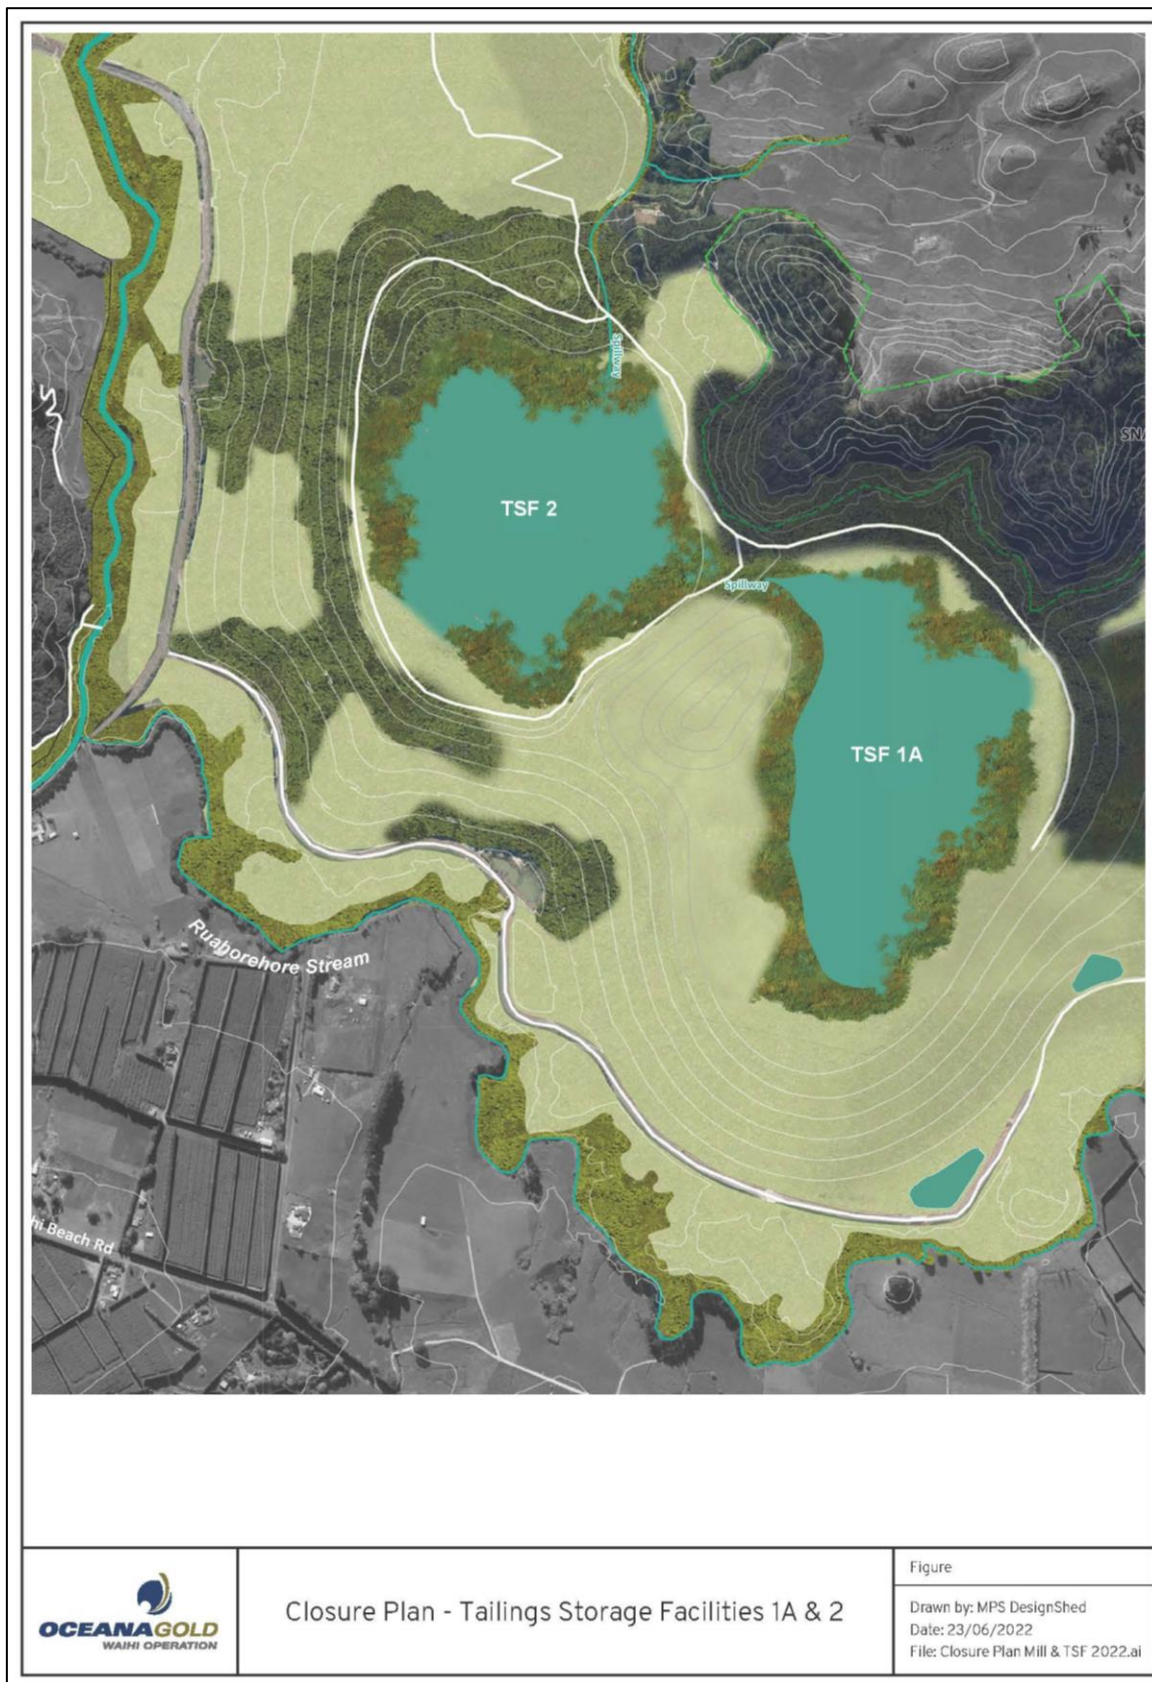 Spillway
SN
TSF 2
Spillway
TSF 1A
Ruahorehore Stream
hi Beach Rd
OCEANAGOLD
WAIHI OPERATION
Closure Plan - Tailings Storage Facilities 1A & 2
Figure
Drawn by: MPS DesignShed
Date: 23/06/2022
File: Closure Plan Mill & TSF 2022.ai